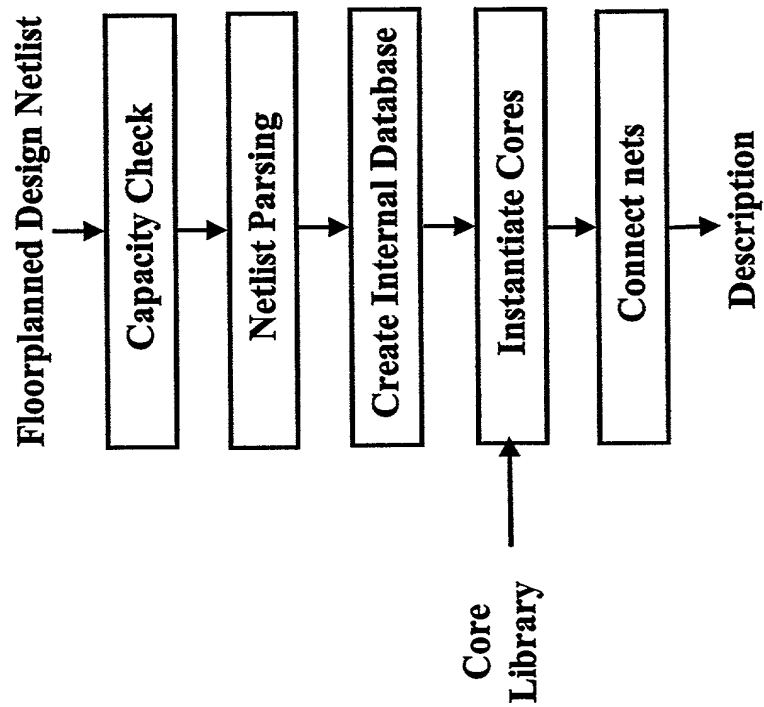 Floorplanned Design Netlist
Capacity Check
Netlist Parsing
Create Internal Database
Instantiate Cores
Connect nets
Description
Core
Library